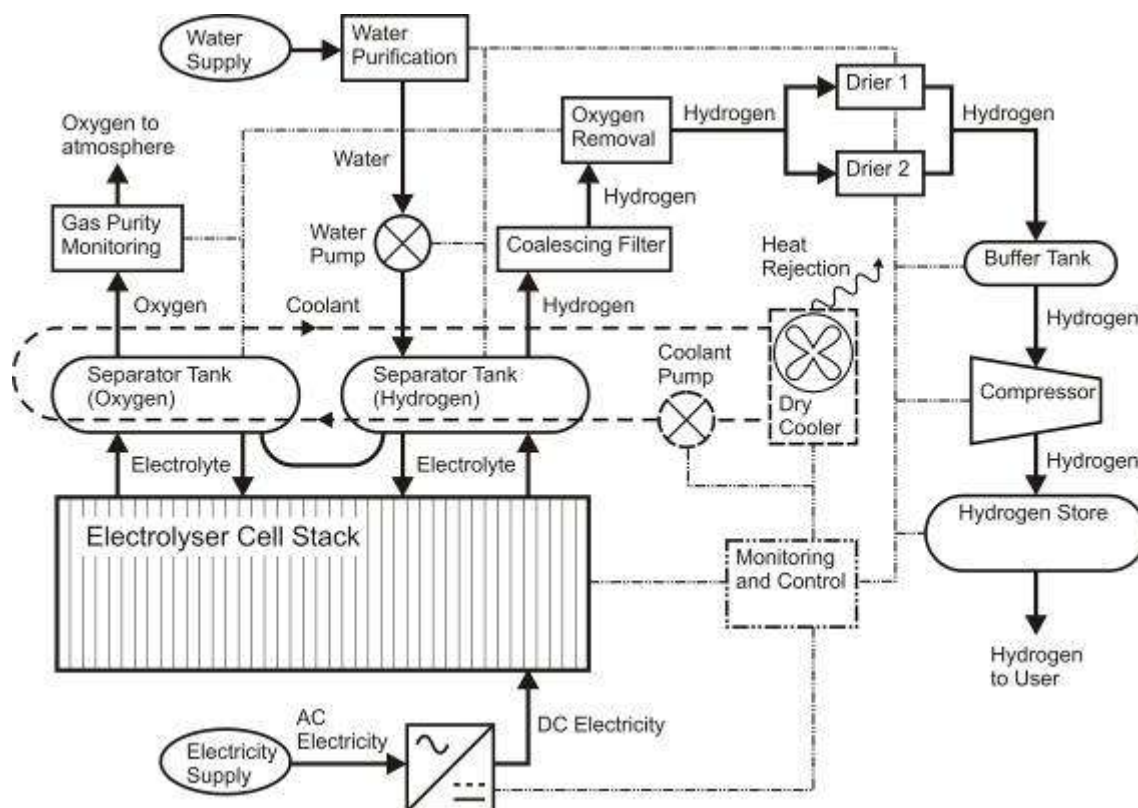 Water
Supply
Water
Purification
Drier 1
Hydrogen
Hydrogen
Oxygen
Removal
Oxygen to
atmosphere
Water
Drier 2
Hydrogen
Gas Purity
Monitoring
Water
Pump
Coalescing Filter
Heat
Rejection
Buffer Tank
Oxygen
Coolant
Hydrogen
Hydrogen
Coolant
Pump
Separator Tank
(Oxygen)
Separator Tank
(Hydrogen)
Compressor
Dry
Cooler
Electrolyte
Electrolyte
Hydrogen
Electrolyser Cell Stack
Hydrogen Store
Monitoring
and Control
Hydrogen
to User
AC
Electricity
DC Electricity
Electricity
Supply